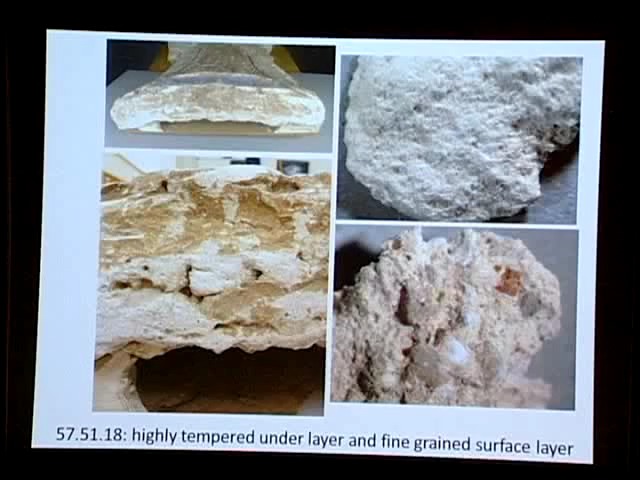 57.51.18: highly tempered under layer and fine grained surface layer